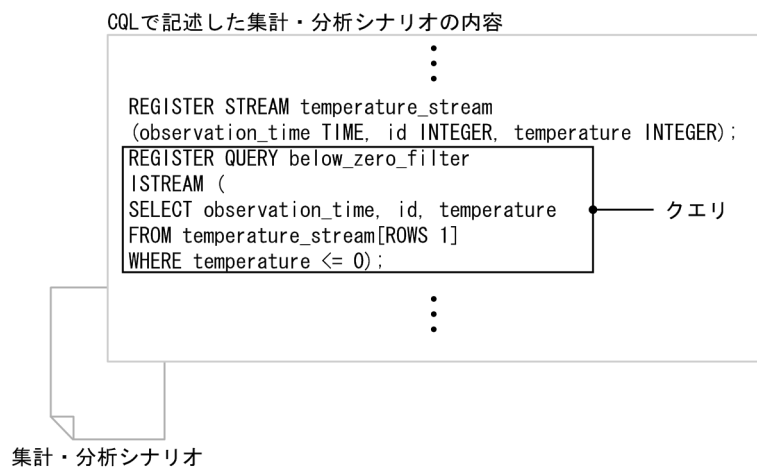 CQLで記述した集計・分析シナリオの内容
REGISTER STREAM temperature_stream
(observation_time TIME, id INTEGER, temperature INTEGER);
REGISTER QUERY below_zero_filter
ISTREAM (
SELECT observation_time, id, temperature
FROM temperature_stream[ROWS 1]
WHERE temperature <= 0);
クエリ
集計・分析シナリオ